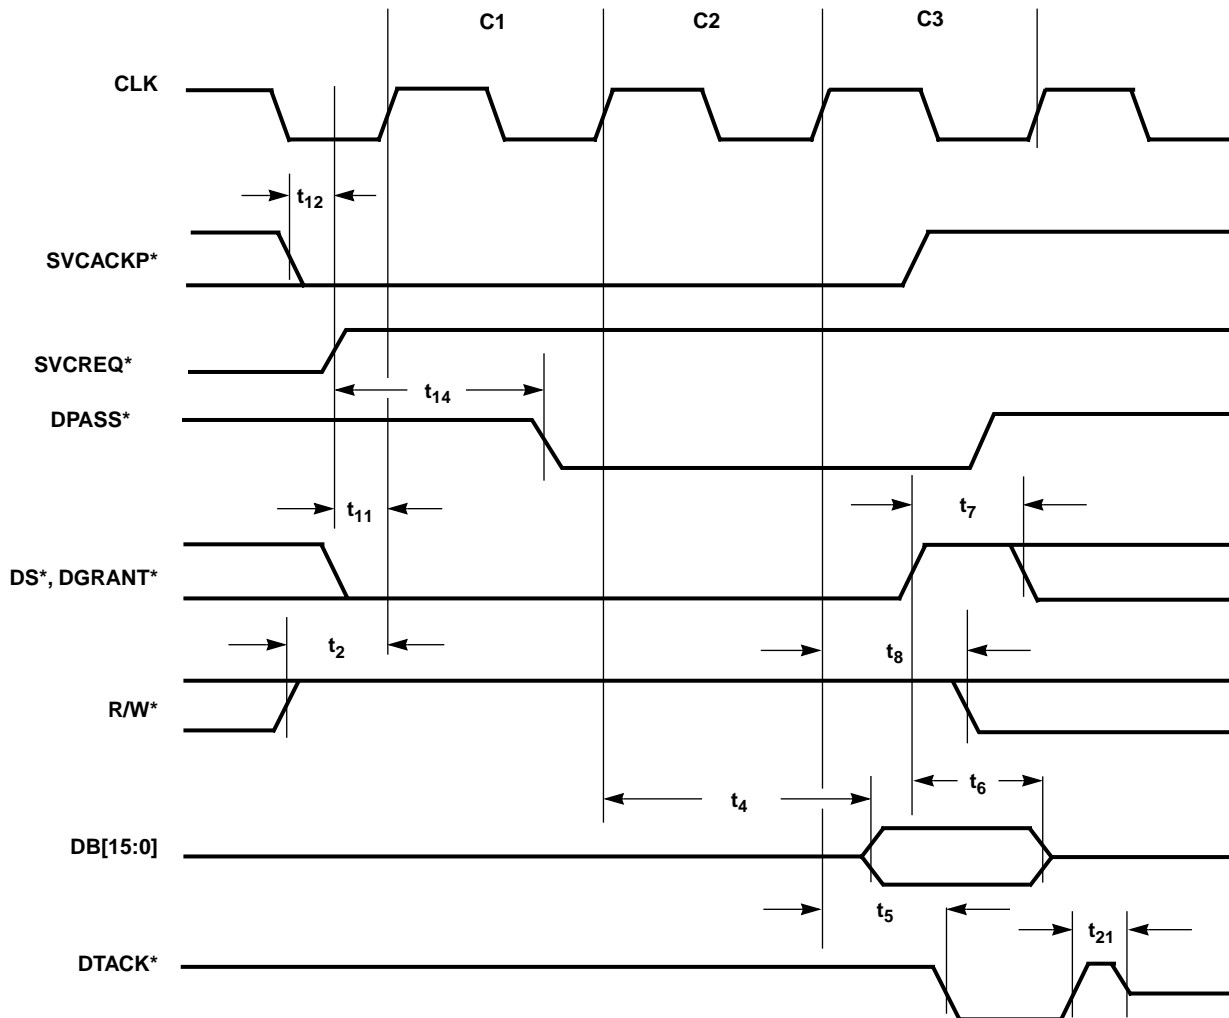 C1 C2 C3
CLK
t12
SVCACKP*
SVCREQ*
t14
DPASS*
t11
t7
DS*, DGRANT*
t2
t8
R/W*
t6
t4
DB[15:0]
t5
t21
DTACK*